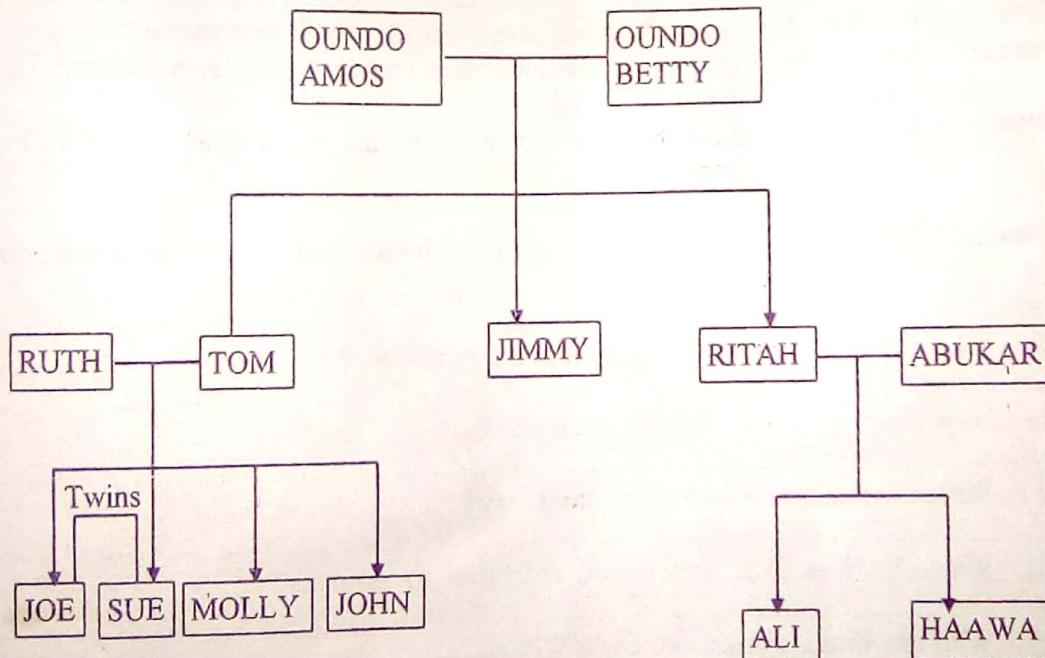 OUNDO
AMOS
OUNDO
BETTY
RUTH
TOM
JIMMY
RITAH
ABUKAR
Twins
JOE
SUE
MOLLY
JOHN
ALI
HAAWA